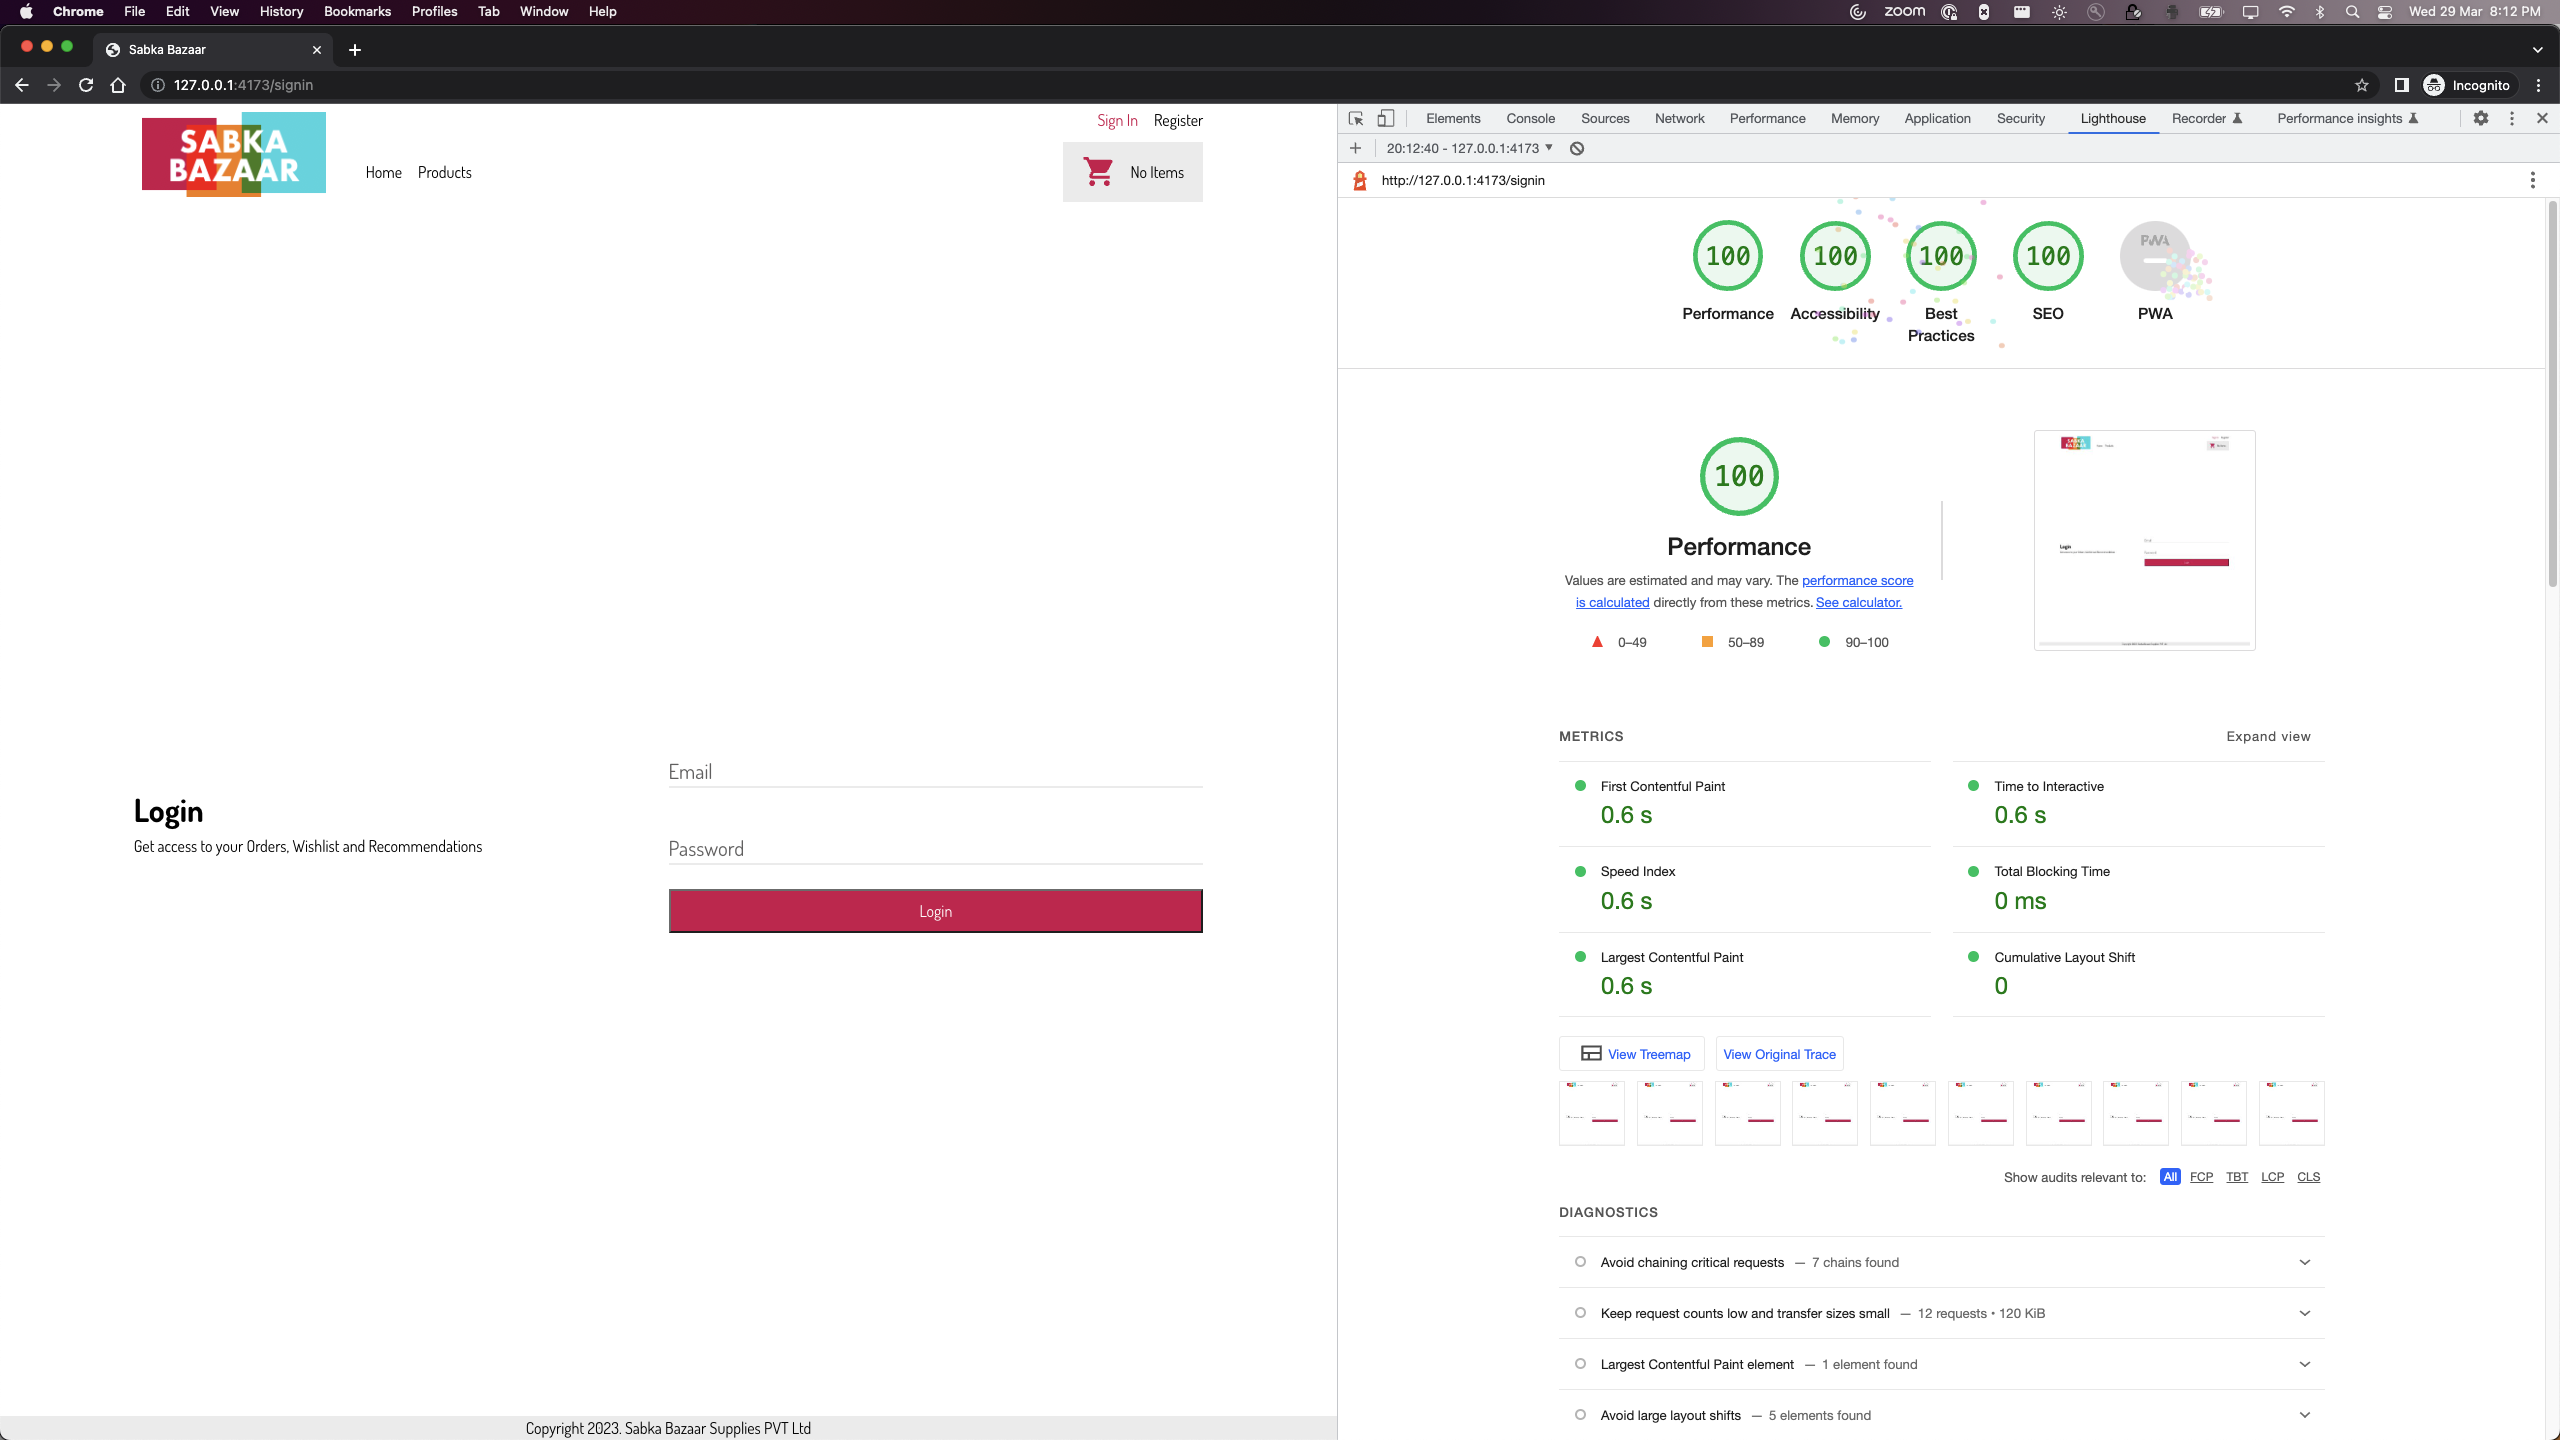 Chrome File Edit View History Bookmarks Profiles Tab Window Help
zoom Wed 29 Mar 8:12 PM
Sabka Bazaar
127.0.0.1:4173/signin
Incognito
SABKA
BAZAAR
Home Products
Sign In Register
No Items
Login
Get access to your Orders, Wishlist and Recommendations
Email
Password
Login
Copyright 2023. Sabka Bazaar Supplies PVT Ltd
Elements Console Sources Network Performance Memory Application Security Lighthouse Recorder Performance insights
20:12:40 - 127.0.0.1:4173
http://127.0.0.1:4173/signin
100 100 100 100 PWA
Performance Accessibility Best Practices SEO PWA
100
Performance
Values are estimated and may vary. The performance score
is calculated directly from these metrics. See calculator.
0–49 50–89 90–100
METRICS Expand view
First Contentful Paint
0.6 s
Time to Interactive
0.6 s
Speed Index
0.6 s
Total Blocking Time
0 ms
Largest Contentful Paint
0.6 s
Cumulative Layout Shift
0
View Treemap View Original Trace
Show audits relevant to: All FCP TBT LCP CLS
DIAGNOSTICS
Avoid chaining critical requests — 7 chains found
Keep request counts low and transfer sizes small — 12 requests • 120 KiB
Largest Contentful Paint element — 1 element found
Avoid large layout shifts — 5 elements found